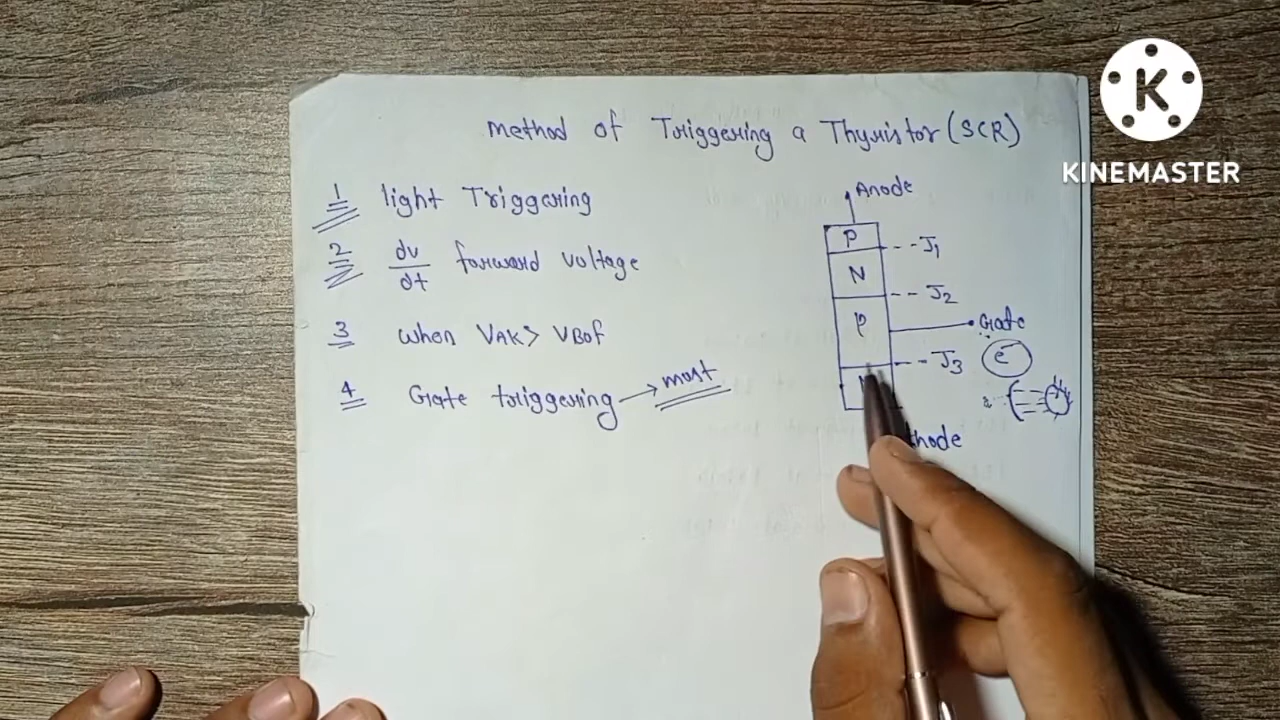 Method of Triggering a Thyristor (SCR)
1 light Triggering
2 dv/dt forward voltage
3 when VAK > VBof
4 Gate triggering → most
Anode
P
J1
N
J2
P
Gate
J3
e-
K
KINEMASTER